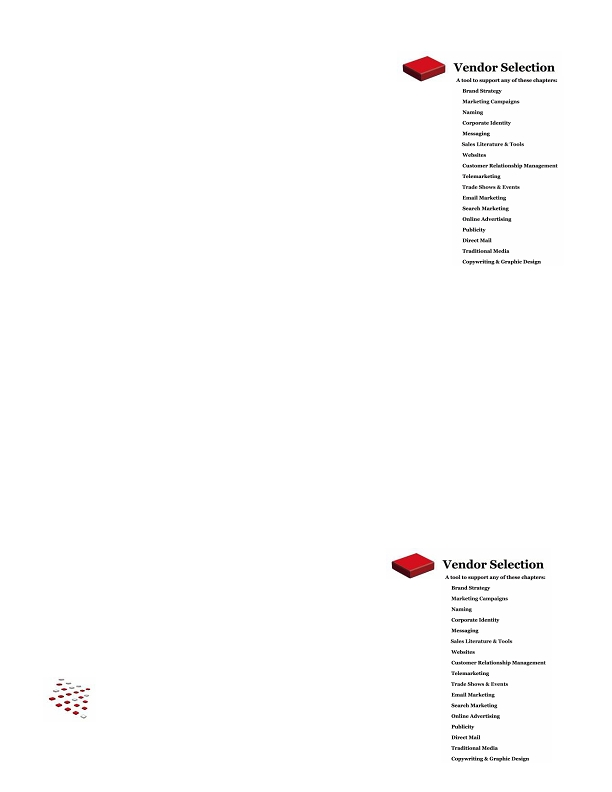 Vendor Selection
A tool to support any of these chapters:
Brand Strategy
Marketing Campaigns
Naming
Corporate Identity
Messaging
Sales Literature & Tools
Websites
Customer Relationship Management
Telemarketing
Trade Shows & Events
Email Marketing
Search Marketing
Online Advertising
Publicity
Direct Mail
Traditional Media
Copywriting & Graphic Design
Vendor Selection
A tool to support any of these chapters:
Brand Strategy
Marketing Campaigns
Naming
Corporate Identity
Messaging
Sales Literature & Tools
Websites
Customer Relationship Management
Telemarketing
Trade Shows & Events
Email Marketing
Search Marketing
Online Advertising
Publicity
Direct Mail
Traditional Media
Copywriting & Graphic Design